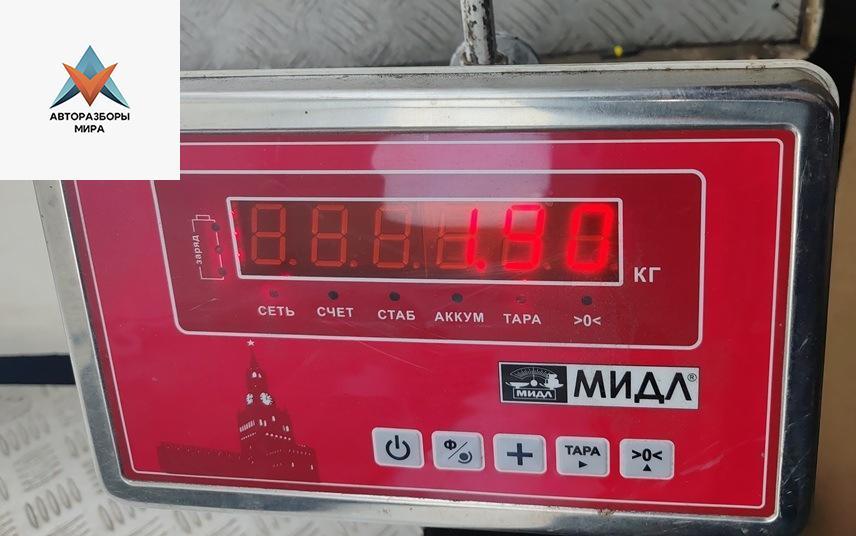 АВТОРАЗБОРЫ
МИРА
заряд
1.90
КГ
СЕТЬ СЧЕТ СТАБ АККУМ ТАРА >0<
МИДЛ
МИДЛ®
Ф
ТАРА
>0<